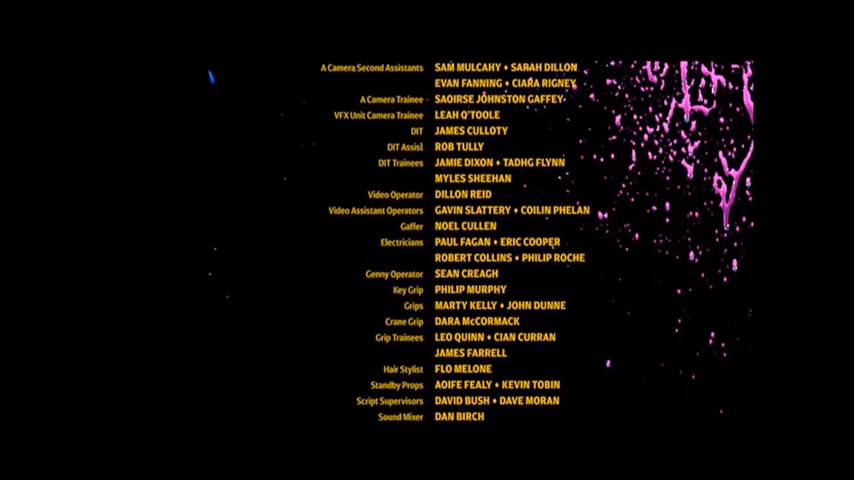 A Camera Second Assistants SAM MULCAHY • SARAH DILLON
EVAN FANNING • CIARA RIGNEY
A Camera Trainee SAOIRSE JOHNSTON GAFFEY
VFX Unit Camera Trainee LEAH O'TOOLE
DIT JAMES CULLOTY
DIT Assist ROB TULLY
DIT Trainees JAMIE DIXON • TADHG FLYNN
MYLES SHEEHAN
Video Operator DILLON REID
Video Assistant Operators GAVIN SLATTERY • COILIN PHELAN
Gaffer NOEL CULLEN
Electricians PAUL FAGAN • ERIC COOPER
ROBERT COLLINS • PHILIP ROCHE
Genny Operator SEAN CREAGH
Key Grip PHILIP MURPHY
Grips MARTY KELLY • JOHN DUNNE
Crane Grip DARA McCORMACK
Grip Trainees LEO QUINN • CIAN CURRAN
JAMES FARRELL
Hair Stylist FLO MELONE
Standby Props AOIFE FEALY • KEVIN TOBIN
Script Supervisors DAVID BUSH • DAVE MORAN
Sound Mixer DAN BIRCH